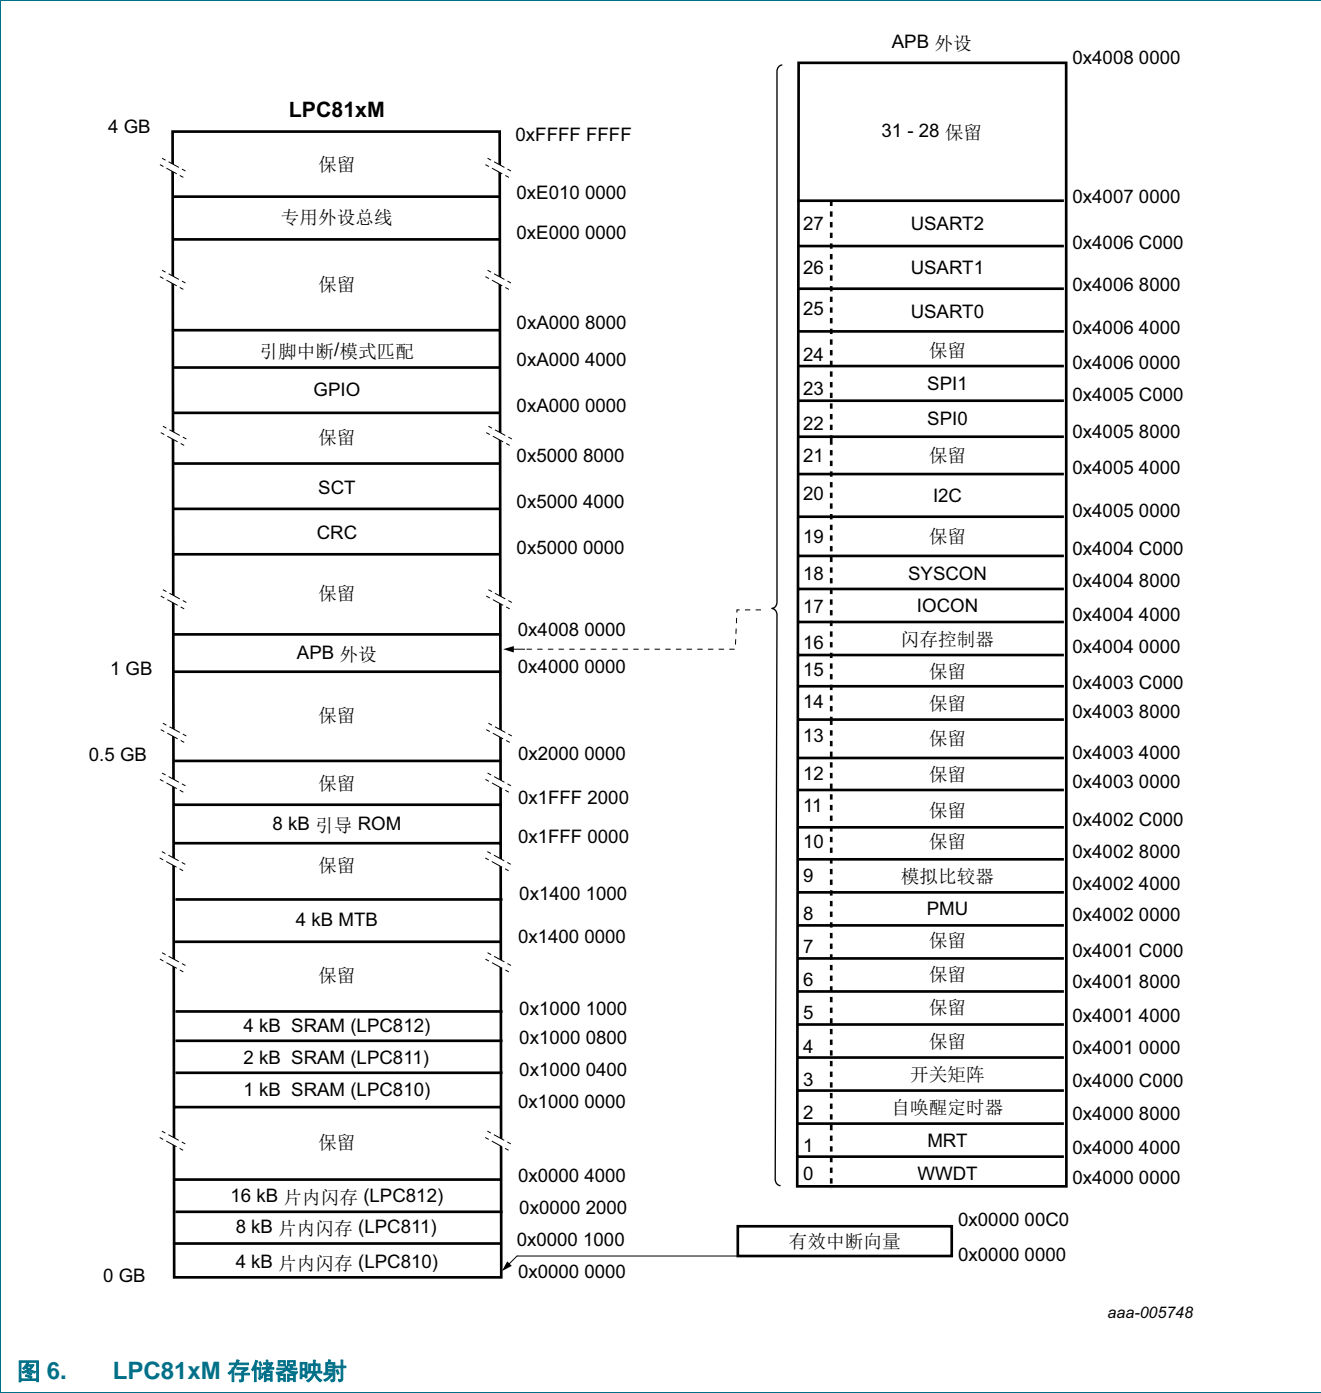 LPC81xM
4 GB
0xFFFF FFFF
保留
0xE010 0000
专用外设总线
0xE000 0000
保留
0xA000 8000
引脚中断/模式匹配
0xA000 4000
GPIO
0xA000 0000
保留
0x5000 8000
SCT
0x5000 4000
CRC
0x5000 0000
保留
0x4008 0000
APB 外设
1 GB
0x4000 0000
保留
0.5 GB
0x2000 0000
保留
0x1FFF 2000
8 kB 引导 ROM
0x1FFF 0000
保留
0x1400 1000
4 kB MTB
0x1400 0000
保留
0x1000 1000
4 kB SRAM (LPC812)
0x1000 0800
2 kB SRAM (LPC811)
0x1000 0400
1 kB SRAM (LPC810)
0x1000 0000
保留
0x0000 4000
16 kB 片内闪存 (LPC812)
0x0000 2000
8 kB 片内闪存 (LPC811)
0x0000 1000
4 kB 片内闪存 (LPC810)
0 GB
0x0000 0000
APB 外设
0x4008 0000
31 - 28 保留
0x4007 0000
27 USART2
0x4006 C000
26 USART1
0x4006 8000
25 USART0
0x4006 4000
24 保留
0x4006 0000
23 SPI1
0x4005 C000
22 SPI0
0x4005 8000
21 保留
0x4005 4000
20 I2C
0x4005 0000
19 保留
0x4004 C000
18 SYSCON
0x4004 8000
17 IOCON
0x4004 4000
16 闪存控制器
0x4004 0000
15 保留
0x4003 C000
14 保留
0x4003 8000
13 保留
0x4003 4000
12 保留
0x4003 0000
11 保留
0x4002 C000
10 保留
0x4002 8000
9 模拟比较器
0x4002 4000
8 PMU
0x4002 0000
7 保留
0x4001 C000
6 保留
0x4001 8000
5 保留
0x4001 4000
4 保留
0x4001 0000
3 开关矩阵
0x4000 C000
2 自唤醒定时器
0x4000 8000
1 MRT
0x4000 4000
0 WWDT
0x4000 0000
0x0000 00C0
有效中断向量
0x0000 0000
aaa-005748
图 6. LPC81xM 存储器映射